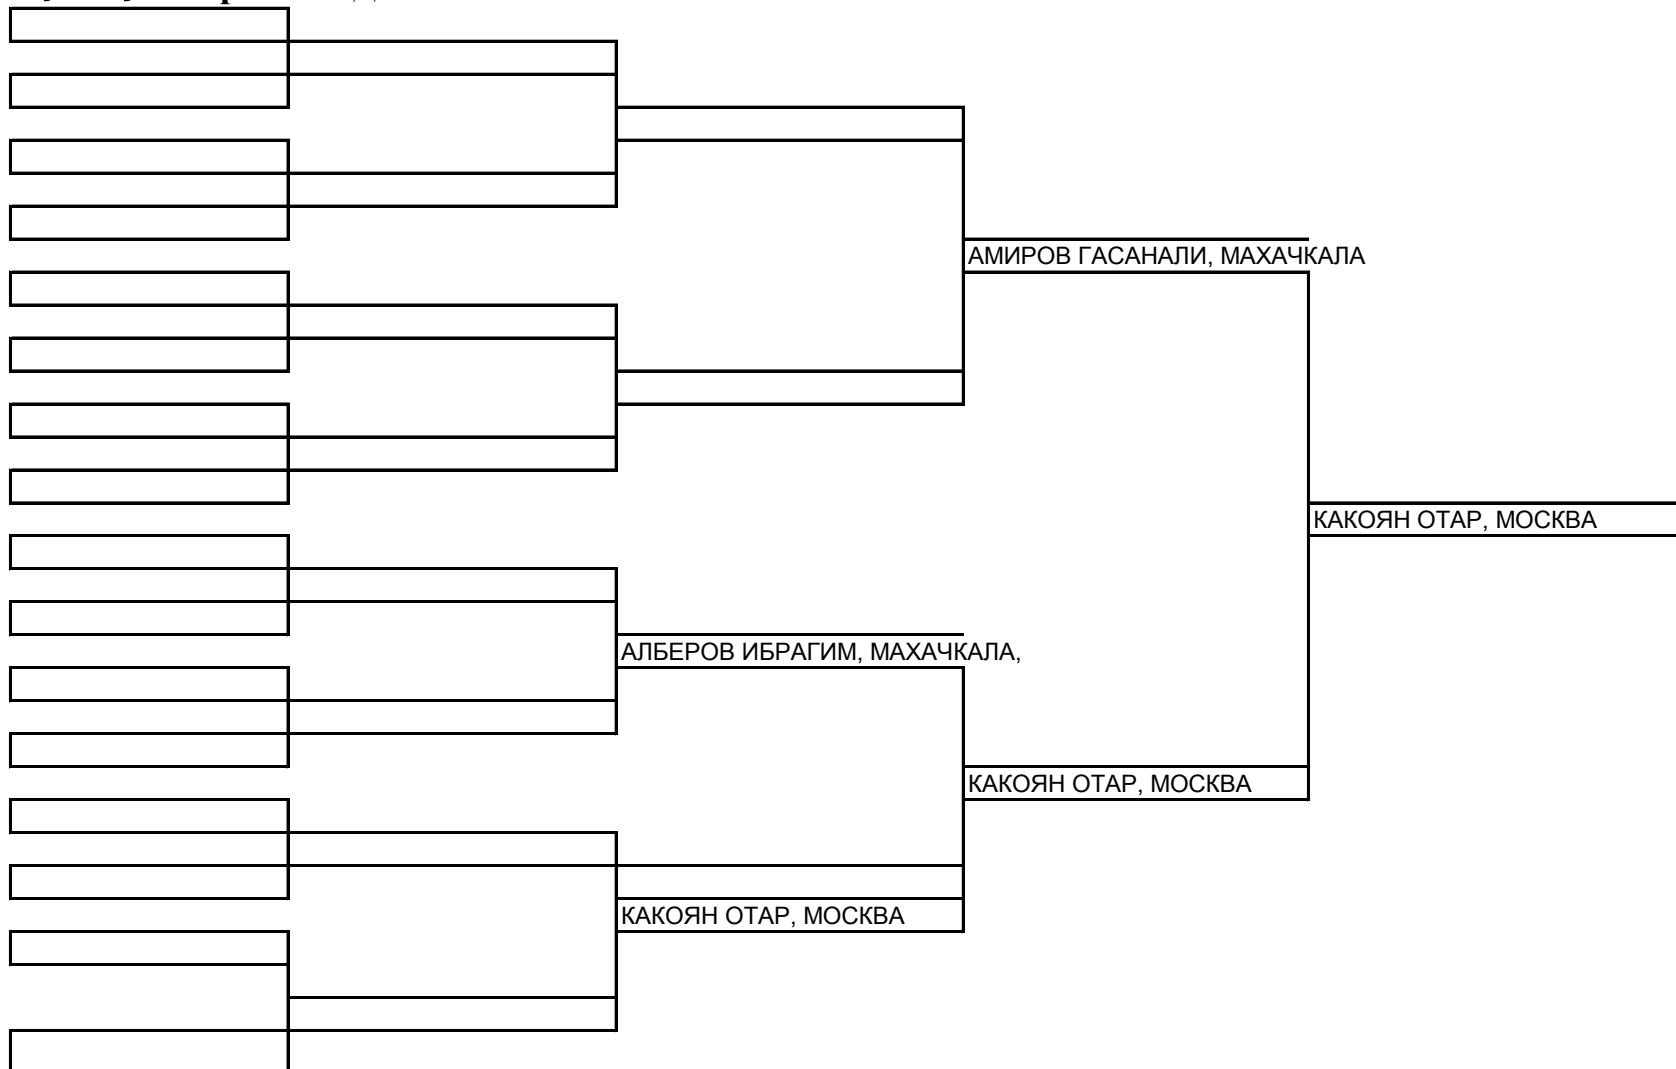 АМИРОВ ГАСАНАЛИ, МАХАЧКАЛА
КАКОЯН ОТАР, МОСКВА
АЛБЕРОВ ИБРАГИМ, МАХАЧКАЛА,
КАКОЯН ОТАР, МОСКВА
КАКОЯН ОТАР, МОСКВА